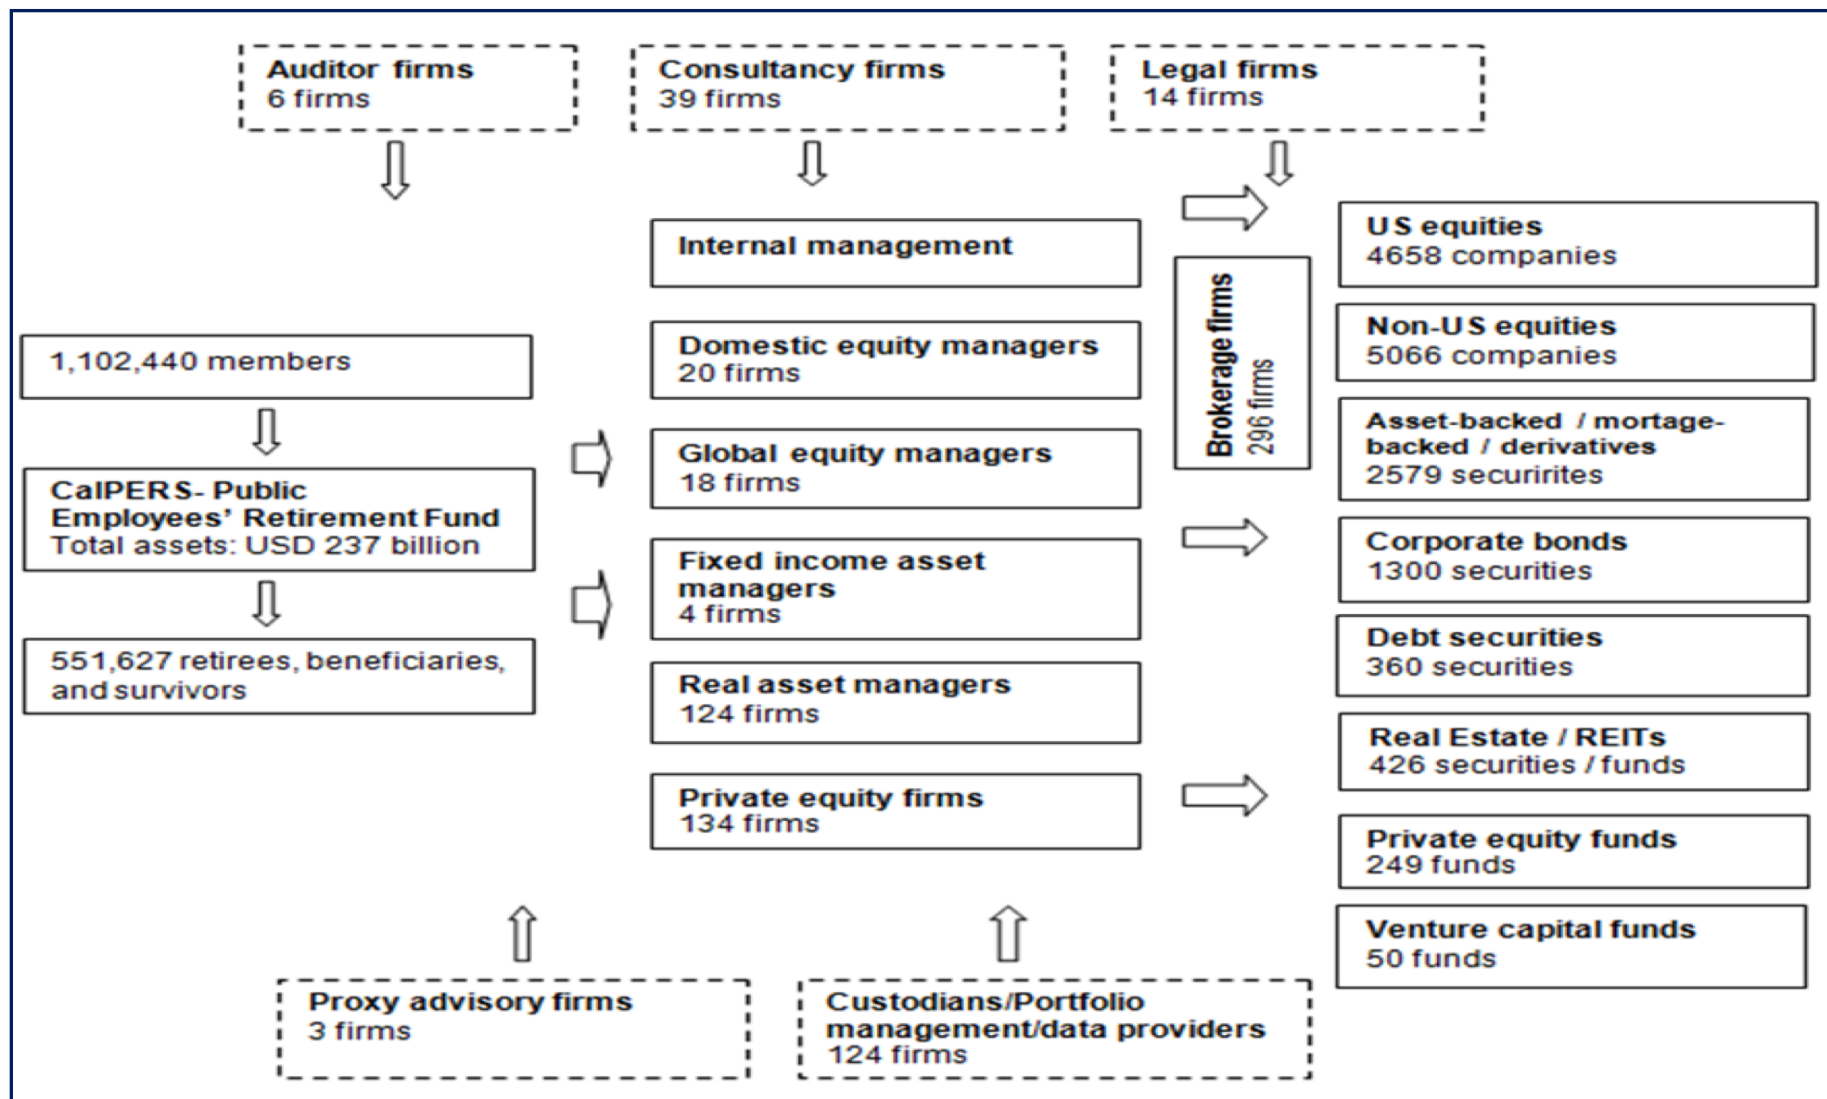 Auditor firms
6 firms
Consultancy firms
39 firms
Legal firms
14 firms
1,102,440 members
CalPERS- Public
Employees' Retirement Fund
Total assets: USD 237 billion
551,627 retirees, beneficiaries,
and survivors
Internal management
Domestic equity managers
20 firms
Global equity managers
18 firms
Fixed income asset
managers
4 firms
Real asset managers
124 firms
Private equity firms
134 firms
Brokerage firms
296 firms
US equities
4658 companies
Non-US equities
5066 companies
Asset-backed / mortage-
backed / derivatives
2579 securirites
Corporate bonds
1300 securities
Debt securities
360 securities
Real Estate / REITs
426 securities / funds
Private equity funds
249 funds
Venture capital funds
50 funds
Proxy advisory firms
3 firms
Custodians/Portfolio
management/data providers
124 firms